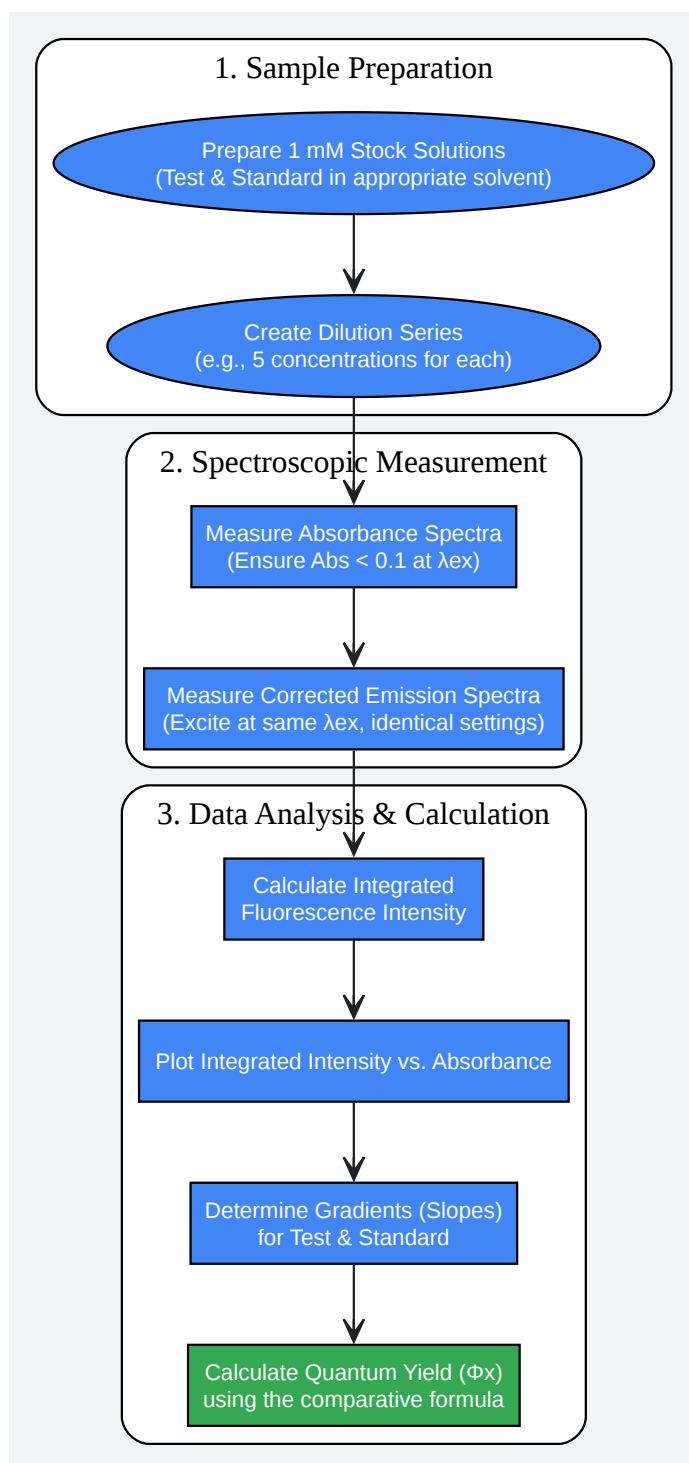 1. Sample Preparation
Prepare 1 mM Stock Solutions
(Test & Standard in appropriate solvent)
Create Dilution Series
(e.g., 5 concentrations for each)
2. Spectroscopic Measurement
Measure Absorbance Spectra
(Ensure Abs < 0.1 at λex)
Measure Corrected Emission Spectra
(Excite at same λex, identical settings)
3. Data Analysis & Calculation
Calculate Integrated
Fluorescence Intensity
Plot Integrated Intensity vs. Absorbance
Determine Gradients (Slopes)
for Test & Standard
Calculate Quantum Yield (Φx)
using the comparative formula